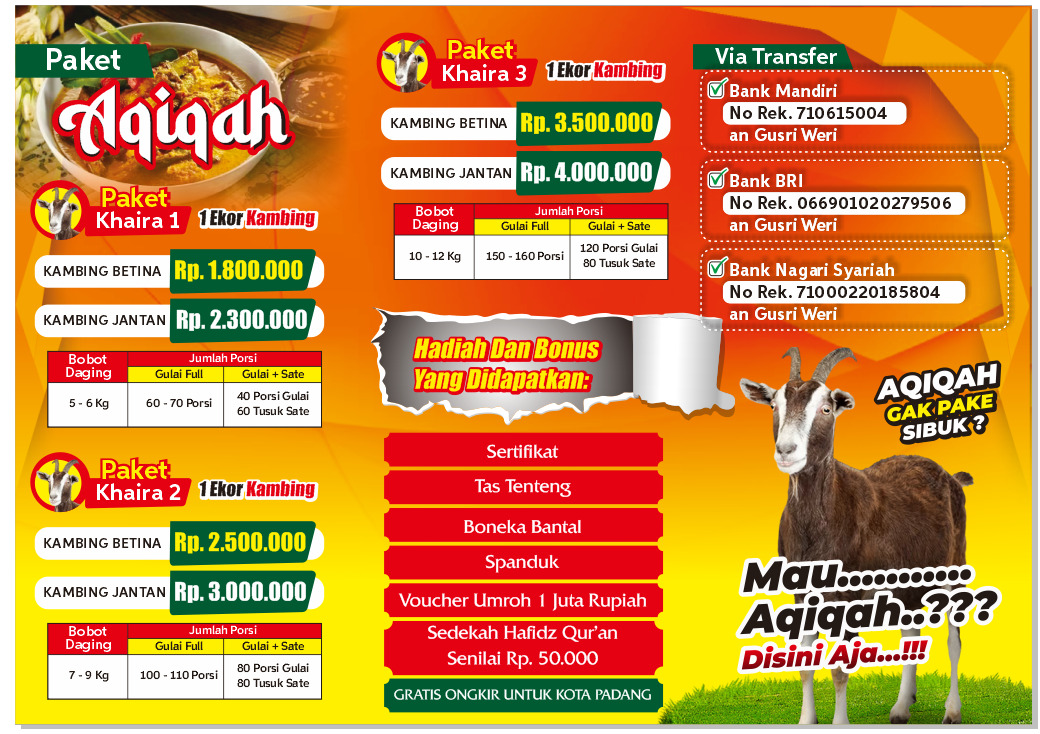 Paket
Aqiqah
Paket
Khaira 1
1 Ekor Kambing
KAMBING BETINA Rp. 1.800.000
KAMBING JANTAN Rp. 2.300.000
Bobot Daging
Jumlah Porsi
Gulai Full
Gulai + Sate
5 - 6 Kg
60 - 70 Porsi
40 Porsi Gulai
60 Tusuk Sate
Paket
Khaira 2
1 Ekor Kambing
KAMBING BETINA Rp. 2.500.000
KAMBING JANTAN Rp. 3.000.000
Bobot Daging
Jumlah Porsi
Gulai Full
Gulai + Sate
7 - 9 Kg
100 - 110 Porsi
80 Porsi Gulai
80 Tusuk Sate
Paket
Khaira 3
1 Ekor Kambing
KAMBING BETINA Rp. 3.500.000
KAMBING JANTAN Rp. 4.000.000
Bobot Daging
Jumlah Porsi
Gulai Full
Gulai + Sate
10 - 12 Kg
150 - 160 Porsi
120 Porsi Gulai
80 Tusuk Sate
Hadiah Dan Bonus
Yang Didapatkan:
Sertifikat
Tas Tenteng
Boneka Bantal
Spanduk
Voucher Umroh 1 Juta Rupiah
Sedekah Hafidz Qur'an
Senilai Rp. 50.000
GRATIS ONGKIR UNTUK KOTA PADANG
Via Transfer
Bank Mandiri
No Rek. 710615004
an Gusri Weri
Bank BRI
No Rek. 066901020279506
an Gusri Weri
Bank Nagari Syariah
No Rek. 71000220185804
an Gusri Weri
AQIQAH
GAK PAKE
SIBUK ?
Mau...........
Aqiqah..???
Disini Aja...!!!